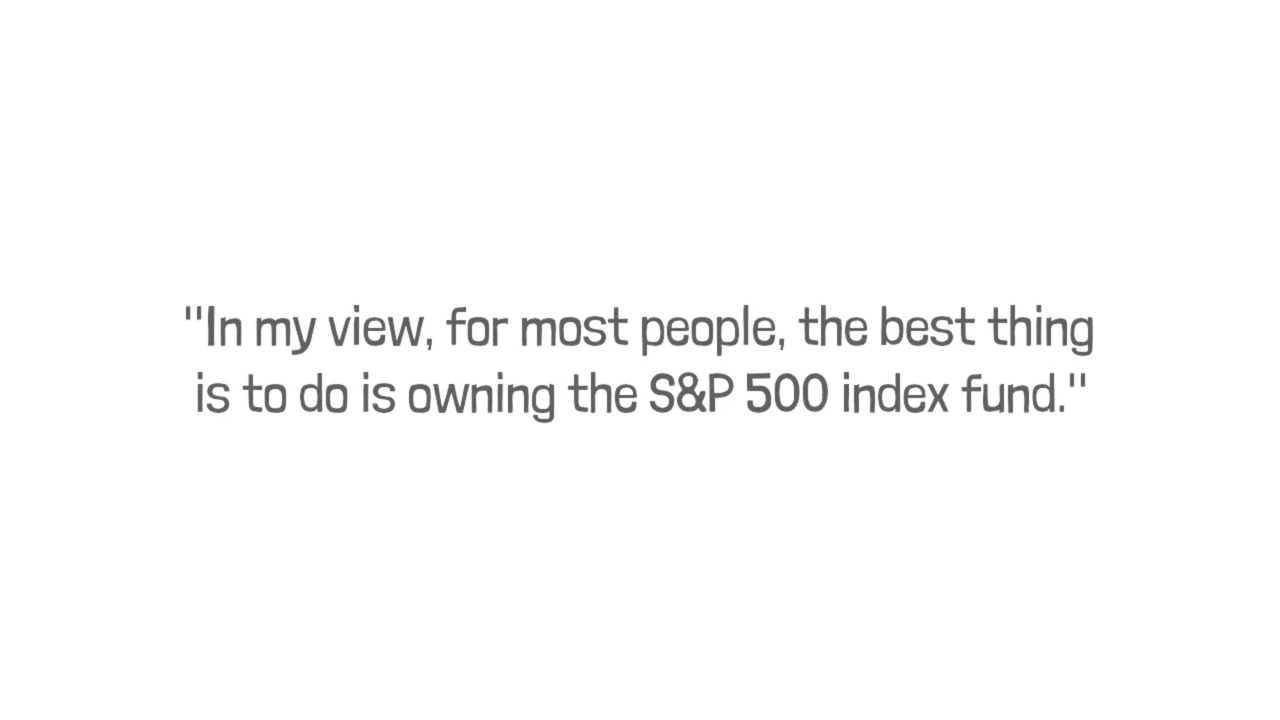 "In my view, for most people, the best thing
is to do is owning the S&P 500 index fund."